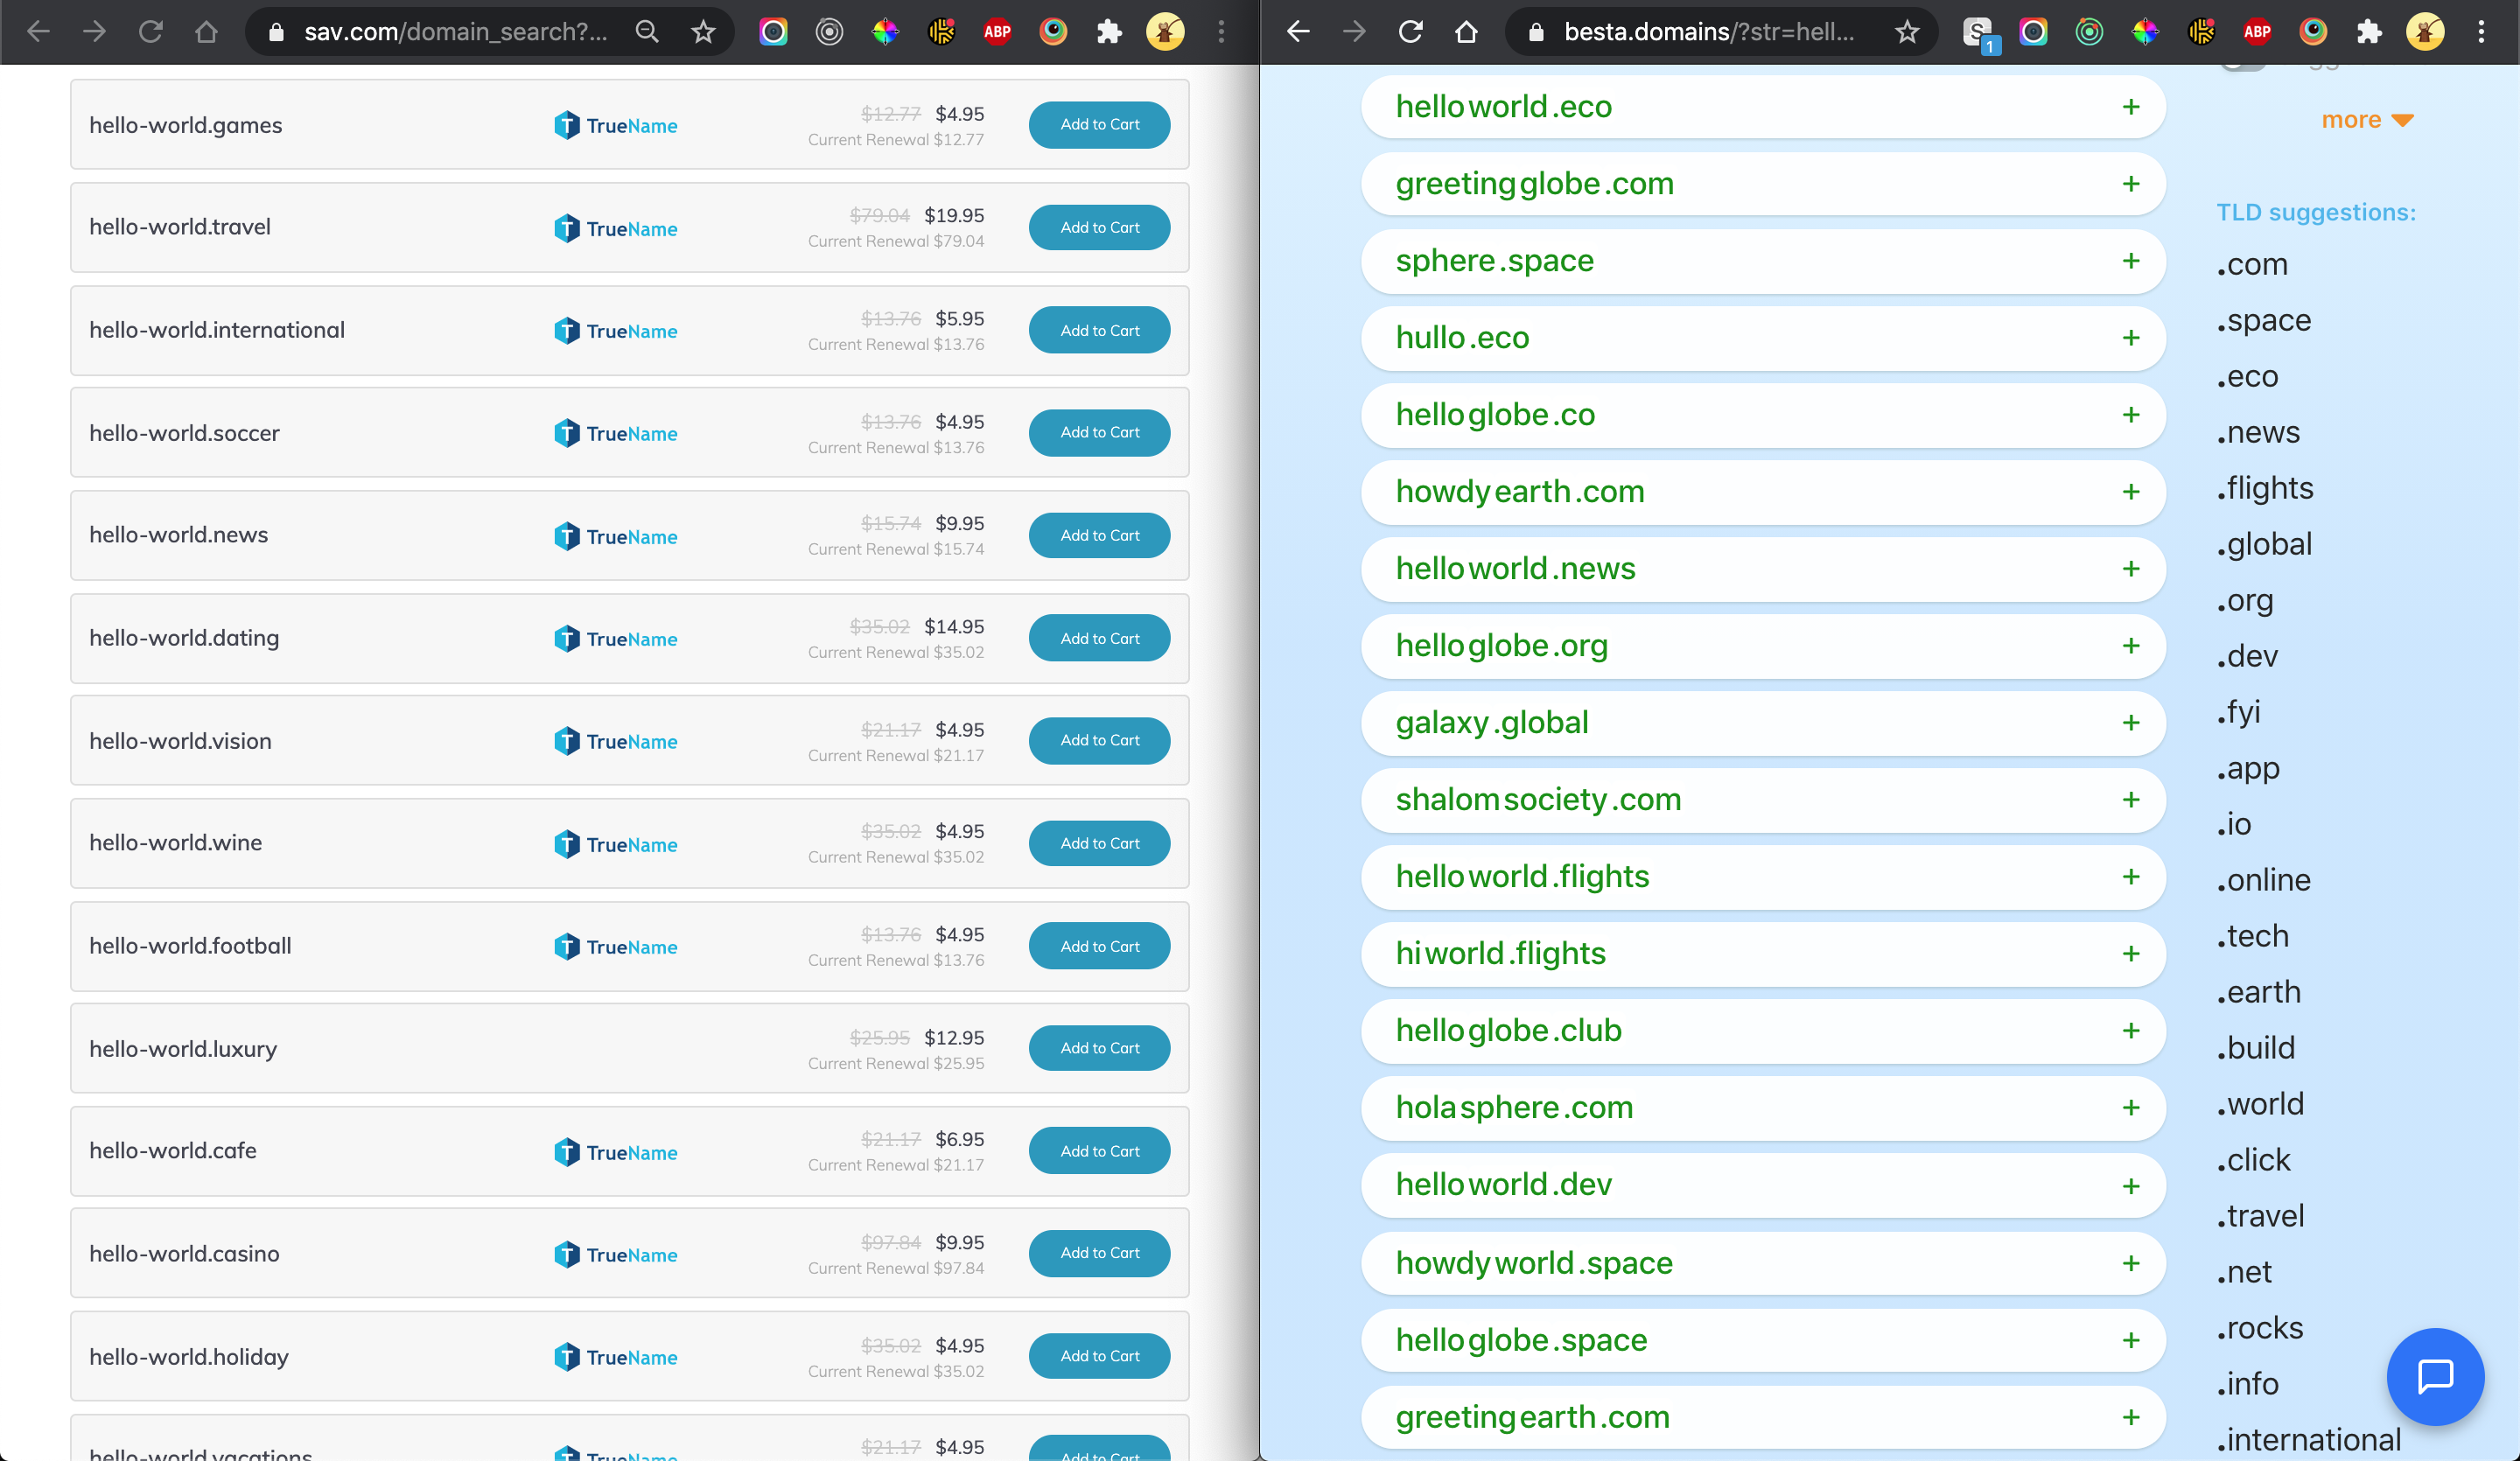 sav.com/domain_search?...
ABP
hello-world.games
TrueName
$12.77 $4.95
Current Renewal $12.77
Add to Cart
hello-world.travel
TrueName
$79.04 $19.95
Current Renewal $79.04
Add to Cart
hello-world.international
TrueName
$13.76 $5.95
Current Renewal $13.76
Add to Cart
hello-world.soccer
TrueName
$13.76 $4.95
Current Renewal $13.76
Add to Cart
hello-world.news
TrueName
$15.74 $9.95
Current Renewal $15.74
Add to Cart
hello-world.dating
TrueName
$35.02 $14.95
Current Renewal $35.02
Add to Cart
hello-world.vision
TrueName
$21.17 $4.95
Current Renewal $21.17
Add to Cart
hello-world.wine
TrueName
$35.02 $4.95
Current Renewal $35.02
Add to Cart
hello-world.football
TrueName
$13.76 $4.95
Current Renewal $13.76
Add to Cart
hello-world.luxury
$25.95 $12.95
Current Renewal $25.95
Add to Cart
hello-world.cafe
TrueName
$21.17 $6.95
Current Renewal $21.17
Add to Cart
hello-world.casino
TrueName
$97.84 $9.95
Current Renewal $97.84
Add to Cart
hello-world.holiday
TrueName
$35.02 $4.95
Current Renewal $35.02
Add to Cart
hello-world.vacations
TrueName
$21.17 $4.95
Add to Cart
besta.domains/?str=hell...
S
1
ABP
helloworld.eco +
greetingglobe.com +
sphere.space +
hullo.eco +
helloglobe.co +
howdyearth.com +
helloworld.news +
helloglobe.org +
galaxy.global +
shalomsociety.com +
helloworld.flights +
hiworld.flights +
helloglobe.club +
holasphere.com +
helloworld.dev +
howdyworld.space +
helloglobe.space +
greetingearth.com +
more
TLD suggestions:
.com
.space
.eco
.news
.flights
.global
.org
.dev
.fyi
.app
.io
.online
.tech
.earth
.build
.world
.click
.travel
.net
.rocks
.info
.international